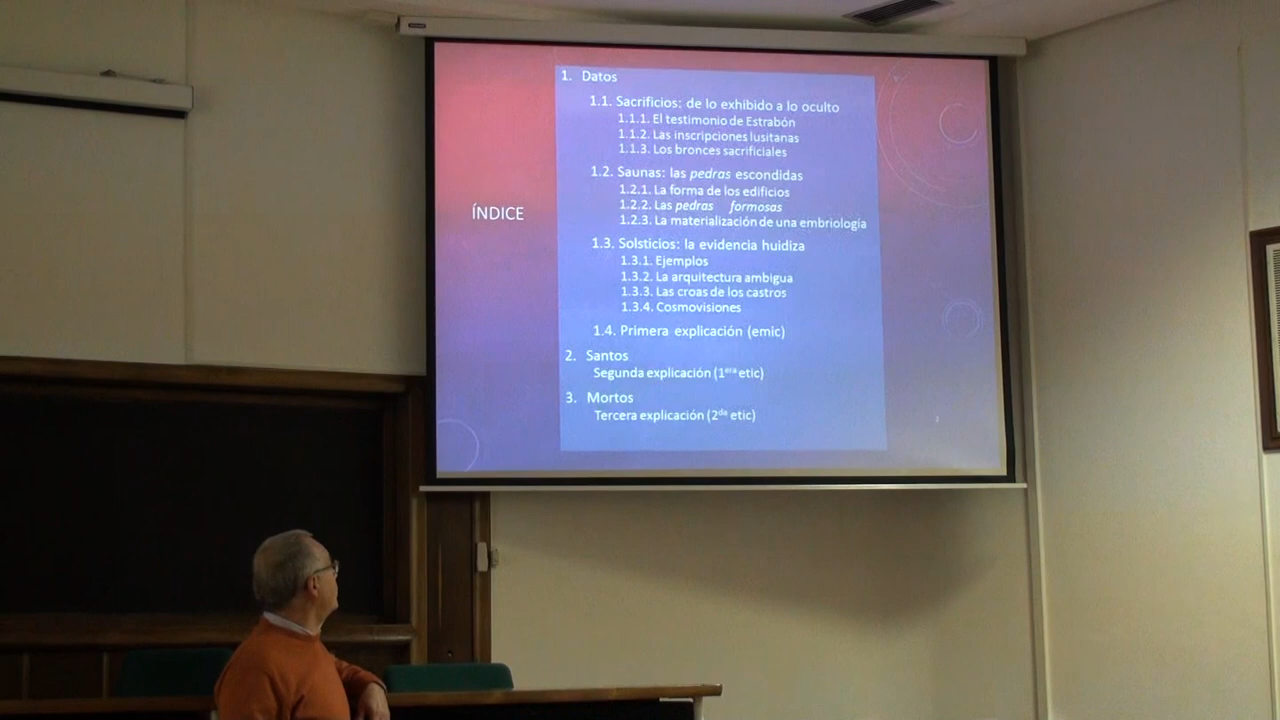 ÍNDICE
1. Datos
1.1. Sacrificios: de lo exhibido a lo oculto
1.1.1. El testimonio de Estrabón
1.1.2. Las inscripciones lusitanas
1.1.3. Los bronces sacrificiales
1.2. Saunas: las pedras escondidas
1.2.1. La forma de los edificios
1.2.2. Las pedras formosas
1.2.3. La materialización de una embriología
1.3. Solsticios: la evidencia huidiza
1.3.1. Ejemplos
1.3.2. La arquitectura ambigua
1.3.3. Las croas de los castros
1.3.4. Cosmovisiones
1.4. Primera explicación (emic)
2. Santos
Segunda explicación (1era etic)
3. Mortos
Tercera explicación (2da etic)